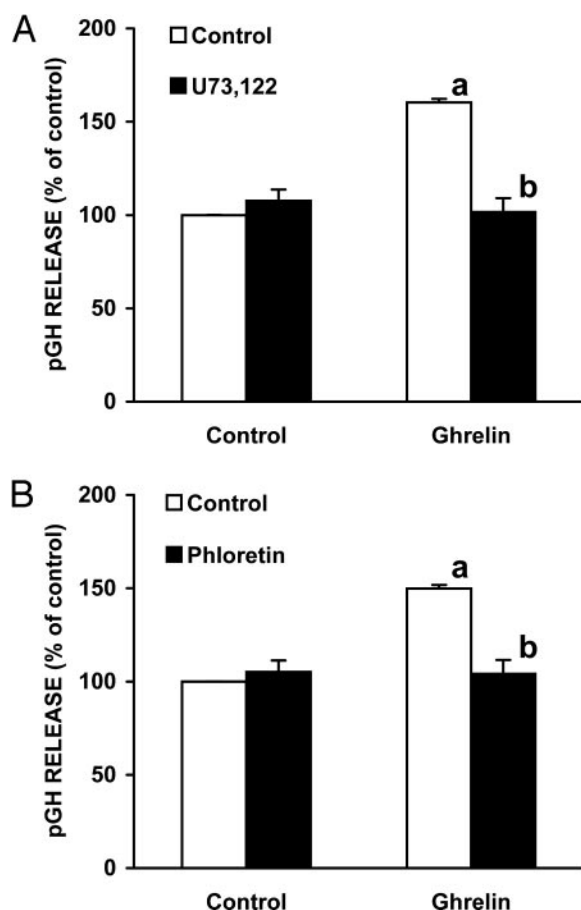 A
pGH RELEASE (% of control)
200
150
100
50
0
Control
U73,122
a
b
Control
Ghrelin
B
pGH RELEASE (% of control)
200
150
100
50
0
Control
Phloretin
a
b
Control
Ghrelin